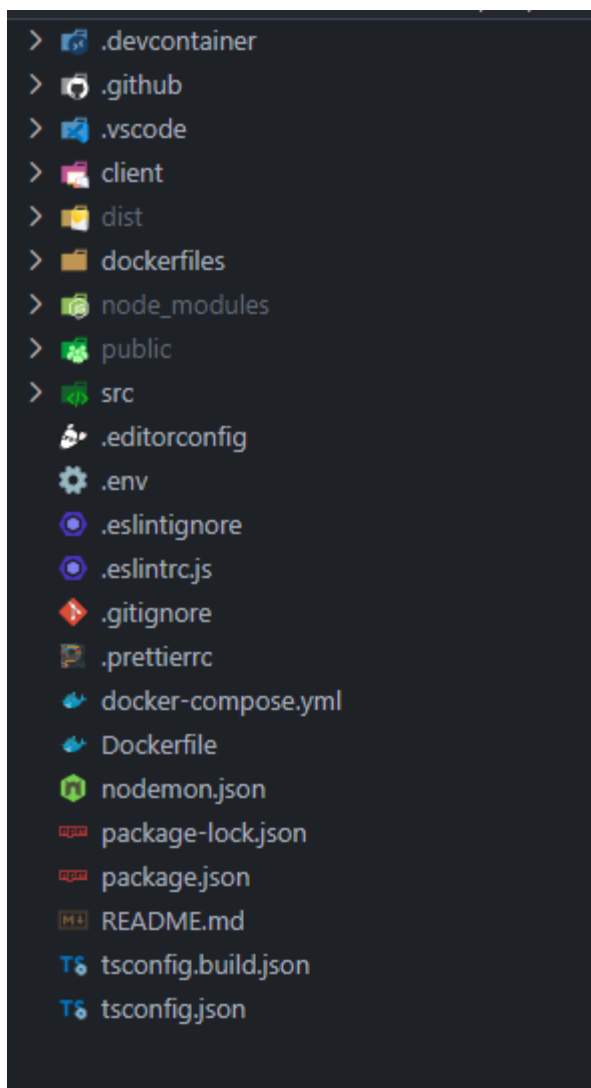 .devcontainer
.github
.vscode
client
dist
dockerfiles
node_modules
public
src
.editorconfig
.env
.eslintignore
.eslintrc.js
.gitignore
.prettierrc
docker-compose.yml
Dockerfile
nodemon.json
package-lock.json
package.json
README.md
tsconfig.build.json
tsconfig.json